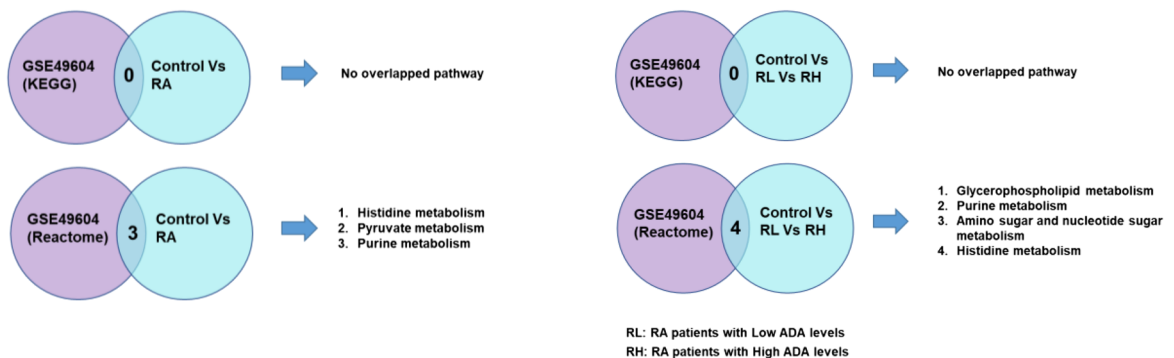 GSE49604
(KEGG)
0
Control Vs
RA
No overlapped pathway
GSE49604
(KEGG)
0
Control Vs
RL Vs RH
No overlapped pathway
GSE49604
(Reactome)
3
Control Vs
RA
1. Histidine metabolism
2. Pyruvate metabolism
3. Purine metabolism
GSE49604
(Reactome)
4
Control Vs
RL Vs RH
1. Glycerophospholipid metabolism
2. Purine metabolism
3. Amino sugar and nucleotide sugar
metabolism
4. Histidine metabolism
RL: RA patients with Low ADA levels
RH: RA patients with High ADA levels